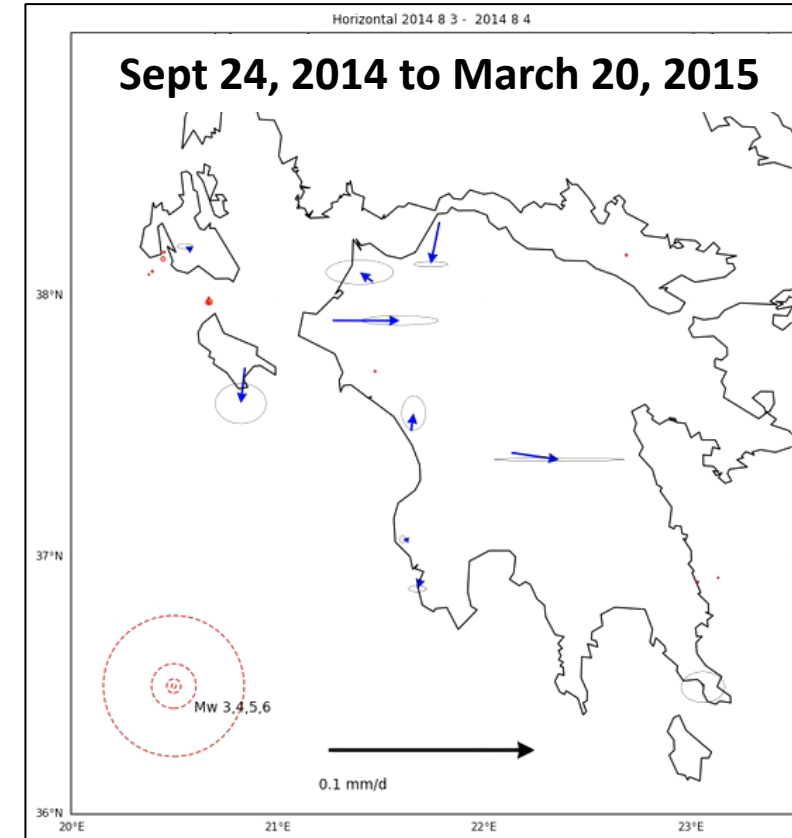 Horizontal 2014 8 3 - 2014 8 4
Sept 24, 2014 to March 20, 2015
38°N
37°N
Mw 3,4,5,6
0.1 mm/d
36°N
20°E
21°E
22°E
23°E